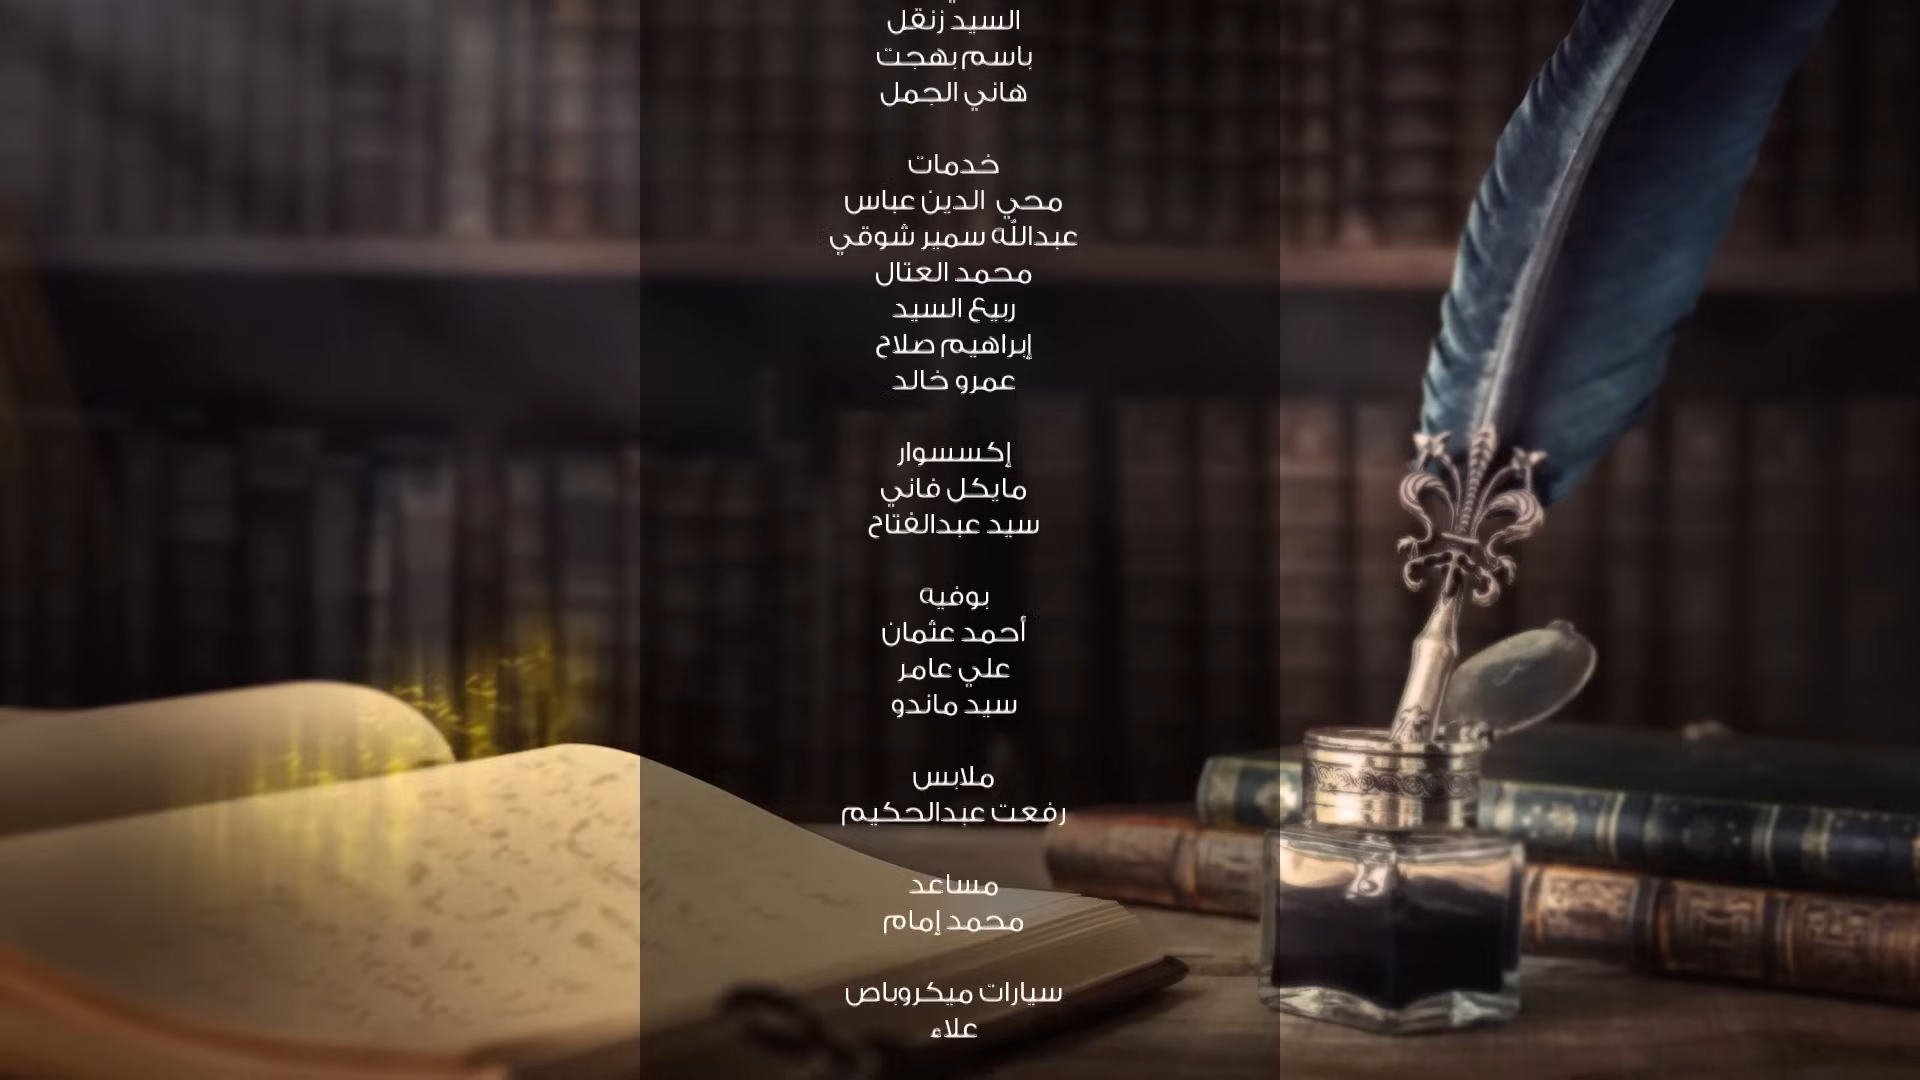 السيد زنقل
باسم بهجت
هاني الجمل
خدمات
محي الدين عباس
عبدالله سمير شوقي
محمد العتال
ربيع السيد
إبراهيم صلاح
عمرو خالد
إكسسوار
مايكل فاني
سيد عبدالفتاح
بوفيه
أحمد عثمان
علي عامر
سيد ماندو
ملابس
رفعت عبدالحكيم
مساعد
محمد إمام
سيارات ميكروباص
علاء